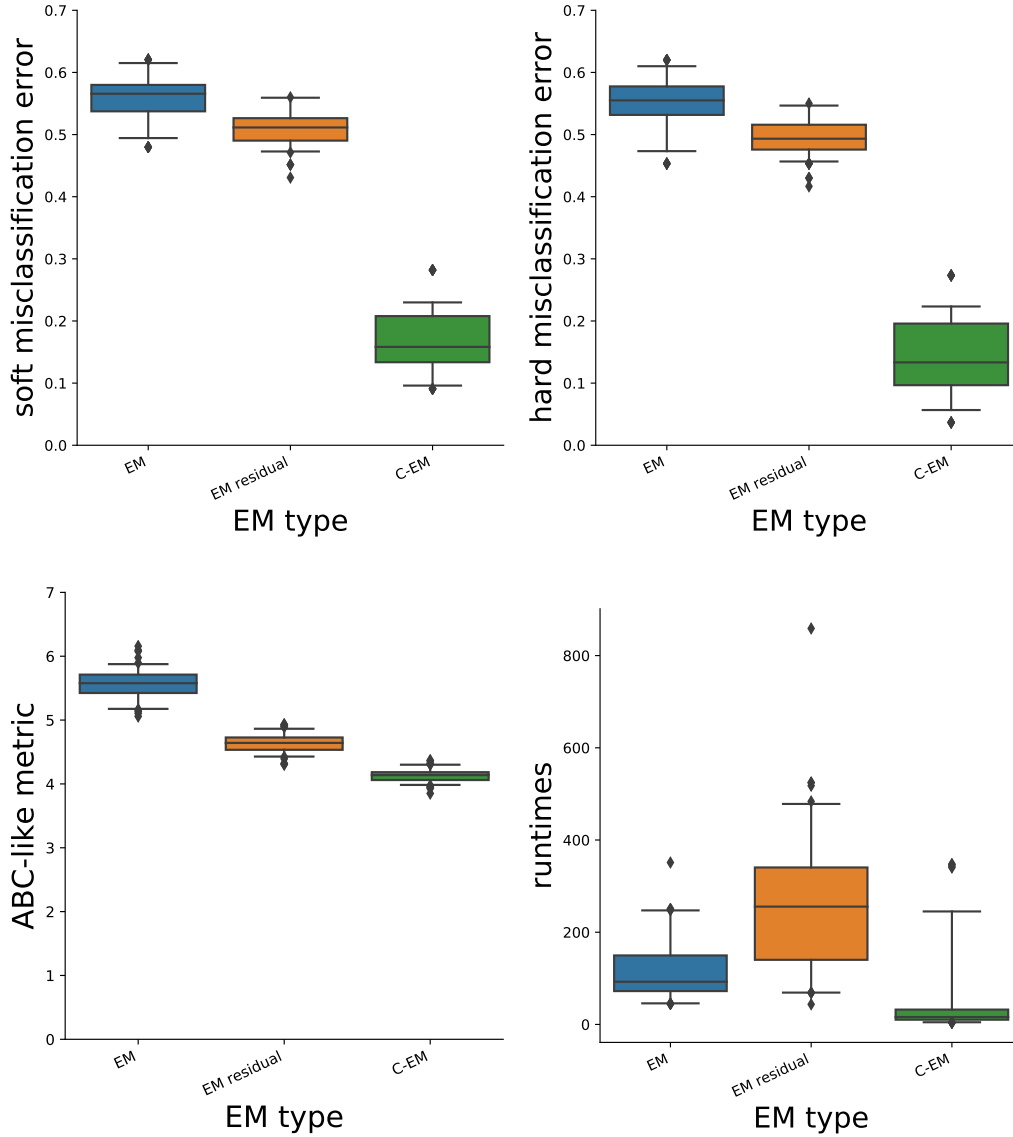 soft misclassification error
0.7
0.6
0.5
0.4
0.3
0.2
0.1
0.0
EM
EM residual
C-EM
EM type
hard misclassification error
0.7
0.6
0.5
0.4
0.3
0.2
0.1
0.0
EM
EM residual
C-EM
EM type
ABC-like metric
7
6
5
4
3
2
1
0
EM
EM residual
C-EM
EM type
runtimes
800
600
400
200
0
EM
EM residual
C-EM
EM type